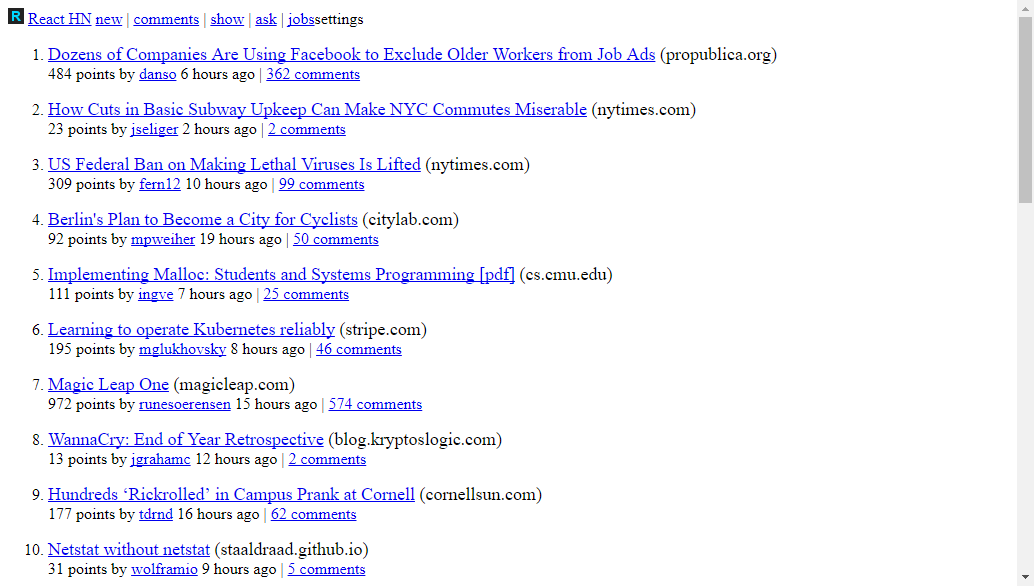 R React HN new | comments | show | ask | jobssettings
1. Dozens of Companies Are Using Facebook to Exclude Older Workers from Job Ads (propublica.org)
484 points by danso 6 hours ago | 362 comments
2. How Cuts in Basic Subway Upkeep Can Make NYC Commutes Miserable (nytimes.com)
23 points by jseliger 2 hours ago | 2 comments
3. US Federal Ban on Making Lethal Viruses Is Lifted (nytimes.com)
309 points by fern12 10 hours ago | 99 comments
4. Berlin's Plan to Become a City for Cyclists (citylab.com)
92 points by mpweiher 19 hours ago | 50 comments
5. Implementing Malloc: Students and Systems Programming [pdf] (cs.cmu.edu)
111 points by ingve 7 hours ago | 25 comments
6. Learning to operate Kubernetes reliably (stripe.com)
195 points by mglukhovsky 8 hours ago | 46 comments
7. Magic Leap One (magicleap.com)
972 points by runesoerensen 15 hours ago | 574 comments
8. WannaCry: End of Year Retrospective (blog.kryptoslogic.com)
13 points by jgrahamc 12 hours ago | 2 comments
9. Hundreds ‘Rickrolled’ in Campus Prank at Cornell (cornellsun.com)
177 points by tdrnd 16 hours ago | 62 comments
10. Netstat without netstat (staaldraad.github.io)
31 points by wolframio 9 hours ago | 5 comments